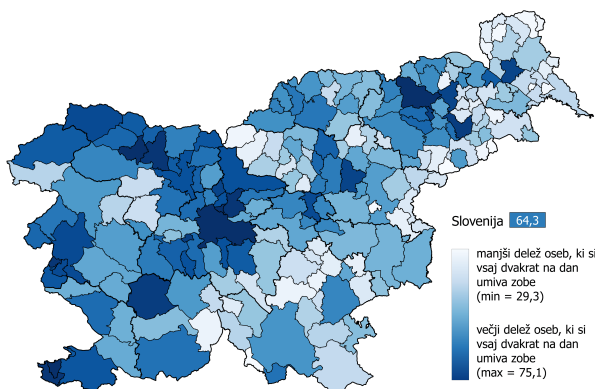 Slovenija 64,3
manjši delež oseb, ki si
vsaj dvakrat na dan
umiva zobe
(min = 29,3)
večji delež oseb, ki si
vsaj dvakrat na dan
umiva zobe
(max = 75,1)